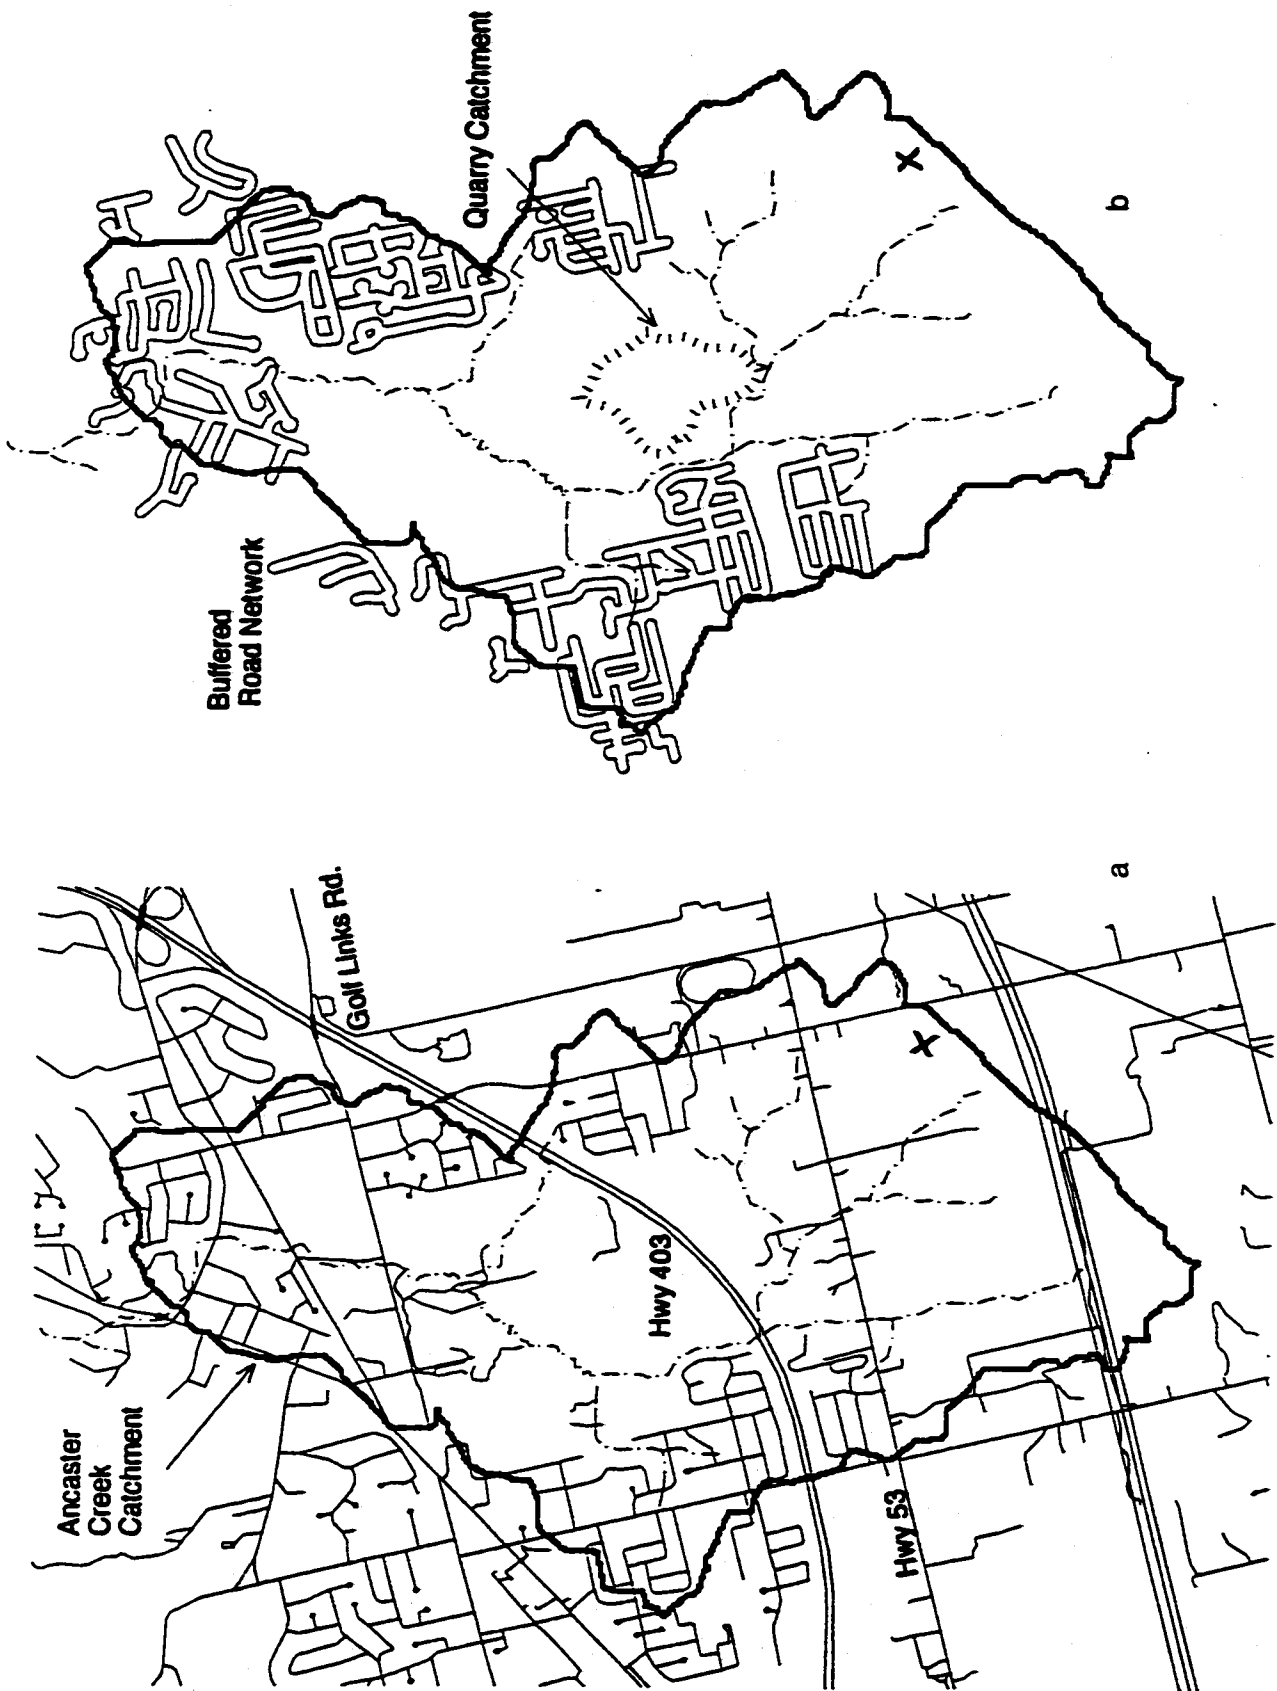 Ancaster
Creek
Catchment
Golf Links Rd.
Hwy 403
Hwy 53
X
a
Buffered
Road Network
Quarry Catchment
X
b